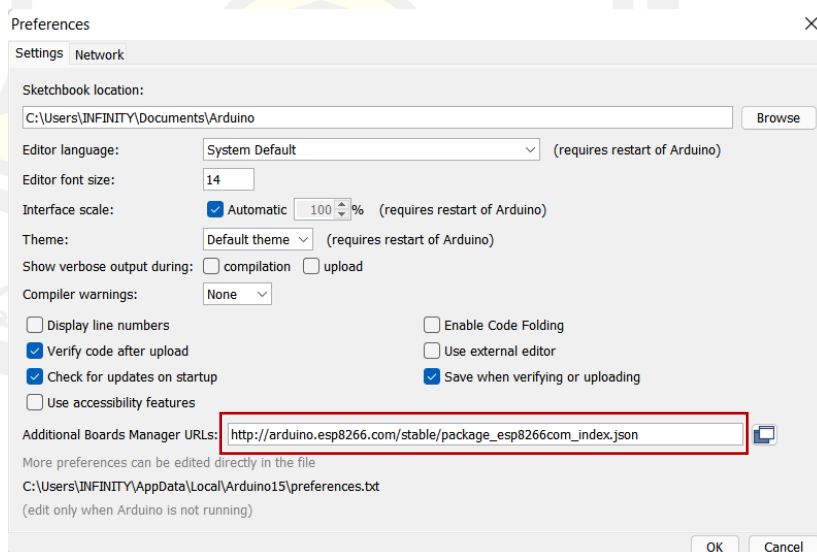 Preferences
Settings Network
Sketchbook location:
C:\Users\INFINITY\Documents\Arduino Browse
Editor language: System Default (requires restart of Arduino)
Editor font size: 14
Interface scale: Automatic 100 % (requires restart of Arduino)
Theme: Default theme (requires restart of Arduino)
Show verbose output during: compilation upload
Compiler warnings: None
Display line numbers Enable Code Folding
Verify code after upload Use external editor
Check for updates on startup Save when verifying or uploading
Use accessibility features
Additional Boards Manager URLs: http://arduino.esp8266.com/stable/package_esp8266com_index.json
More preferences can be edited directly in the file
C:\Users\INFINITY\AppData\Local\Arduino15\preferences.txt
(edit only when Arduino is not running)
OK Cancel